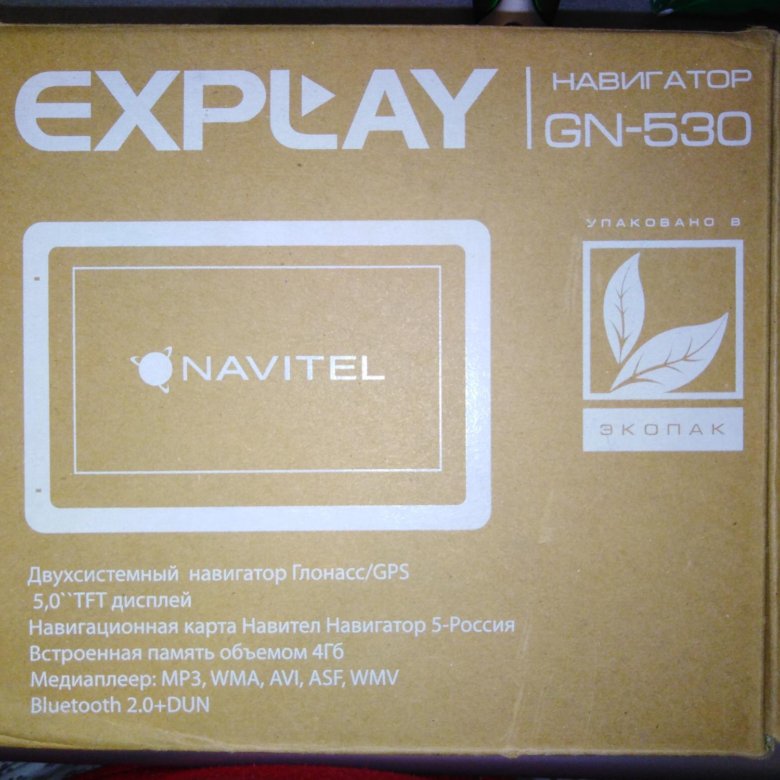 EXPLAY
НАВИГАТОР
GN-530
УПАКОВАНО В
NAVITEL
ЭКОПАК
Двухсистемный навигатор Глонасс/GPS
5,0``TFT дисплей
Навигационная карта Навител Навигатор 5-Россия
Встроенная память объемом 4Гб
Медиаплеер: MP3, WMA, AVI, ASF, WMV
Bluetooth 2.0+DUN